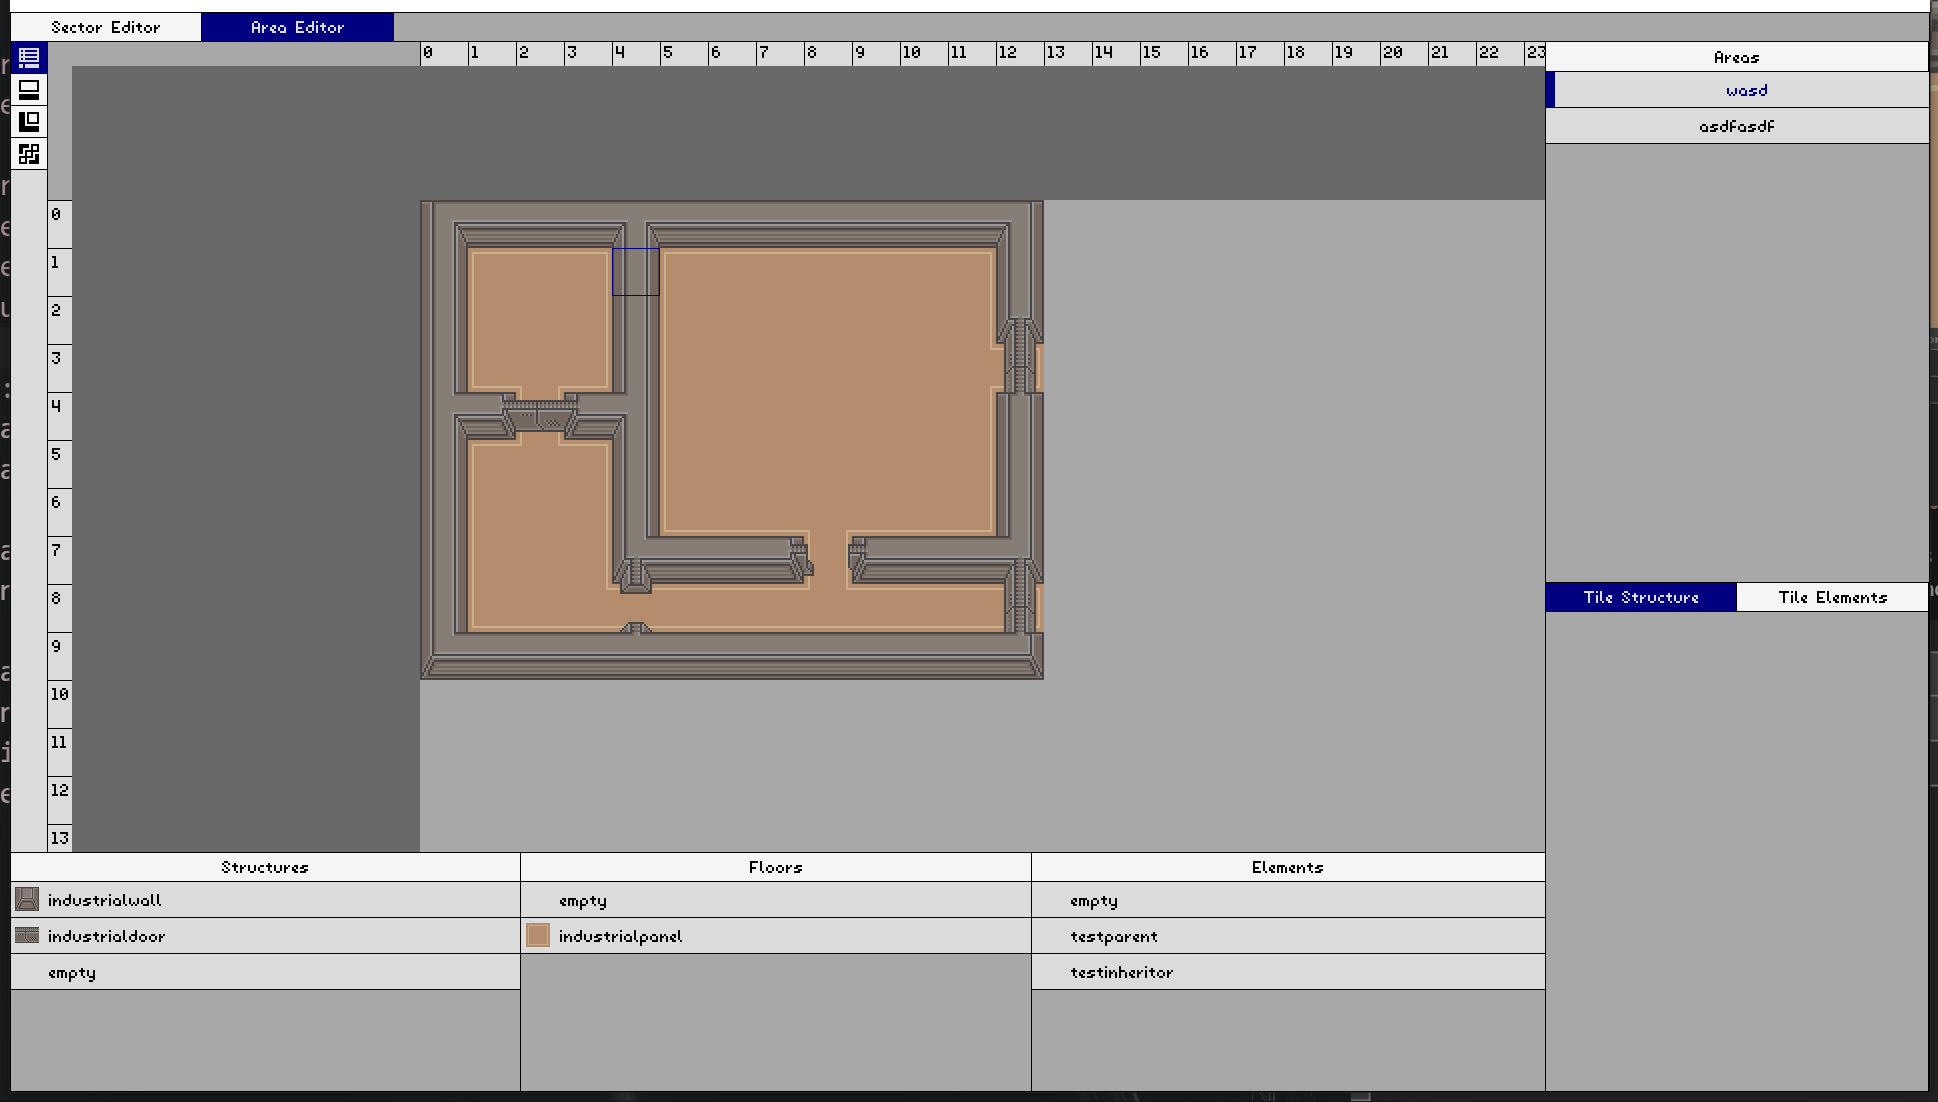 Sector Editor Area Editor
0 1 2 3 4 5 6 7 8 9 10 11 12 13 14 15 16 17 18 19 20 21 22 23
Areas
wasd
asdfasdf
0
1
2
3
4
5
6
7
8
9
10
11
12
13
Tile Structure Tile Elements
Structures Floors Elements
industrialwall empty empty
industrialdoor industrialpanel testparent
empty testinheritor